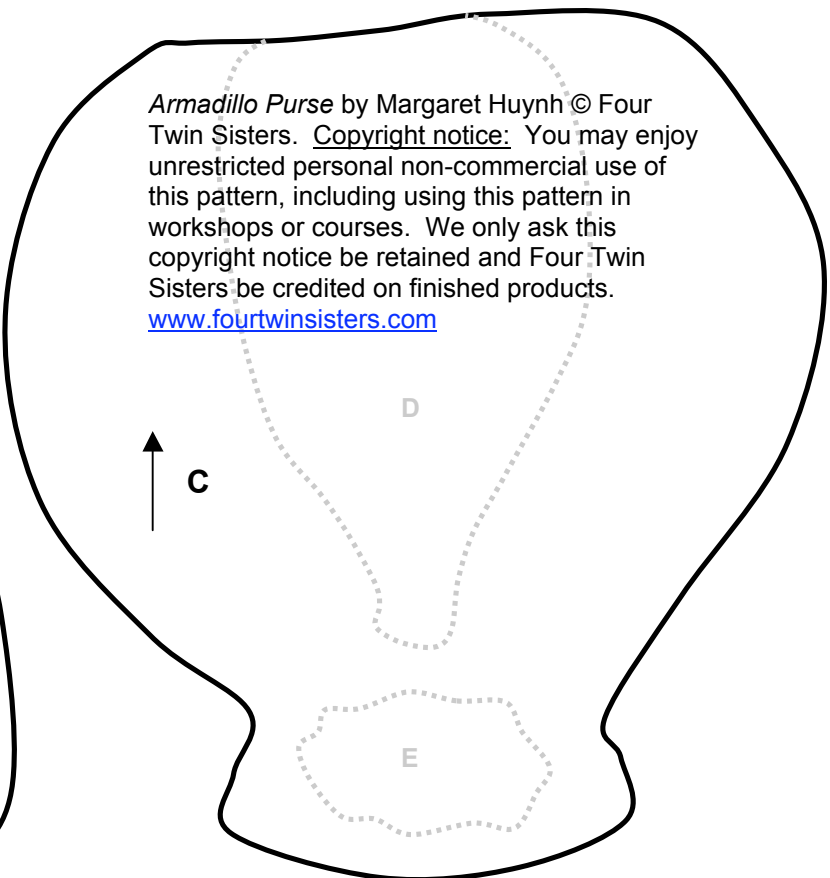 Armadillo Purse by Margaret Huynh © Four
Twin Sisters.  Copyright notice:  You may enjoy
unrestricted personal non-commercial use of
this pattern, including using this pattern in
workshops or courses.  We only ask this
copyright notice be retained and Four Twin
Sisters be credited on finished products.
www.fourtwinsisters.com
D
C
E